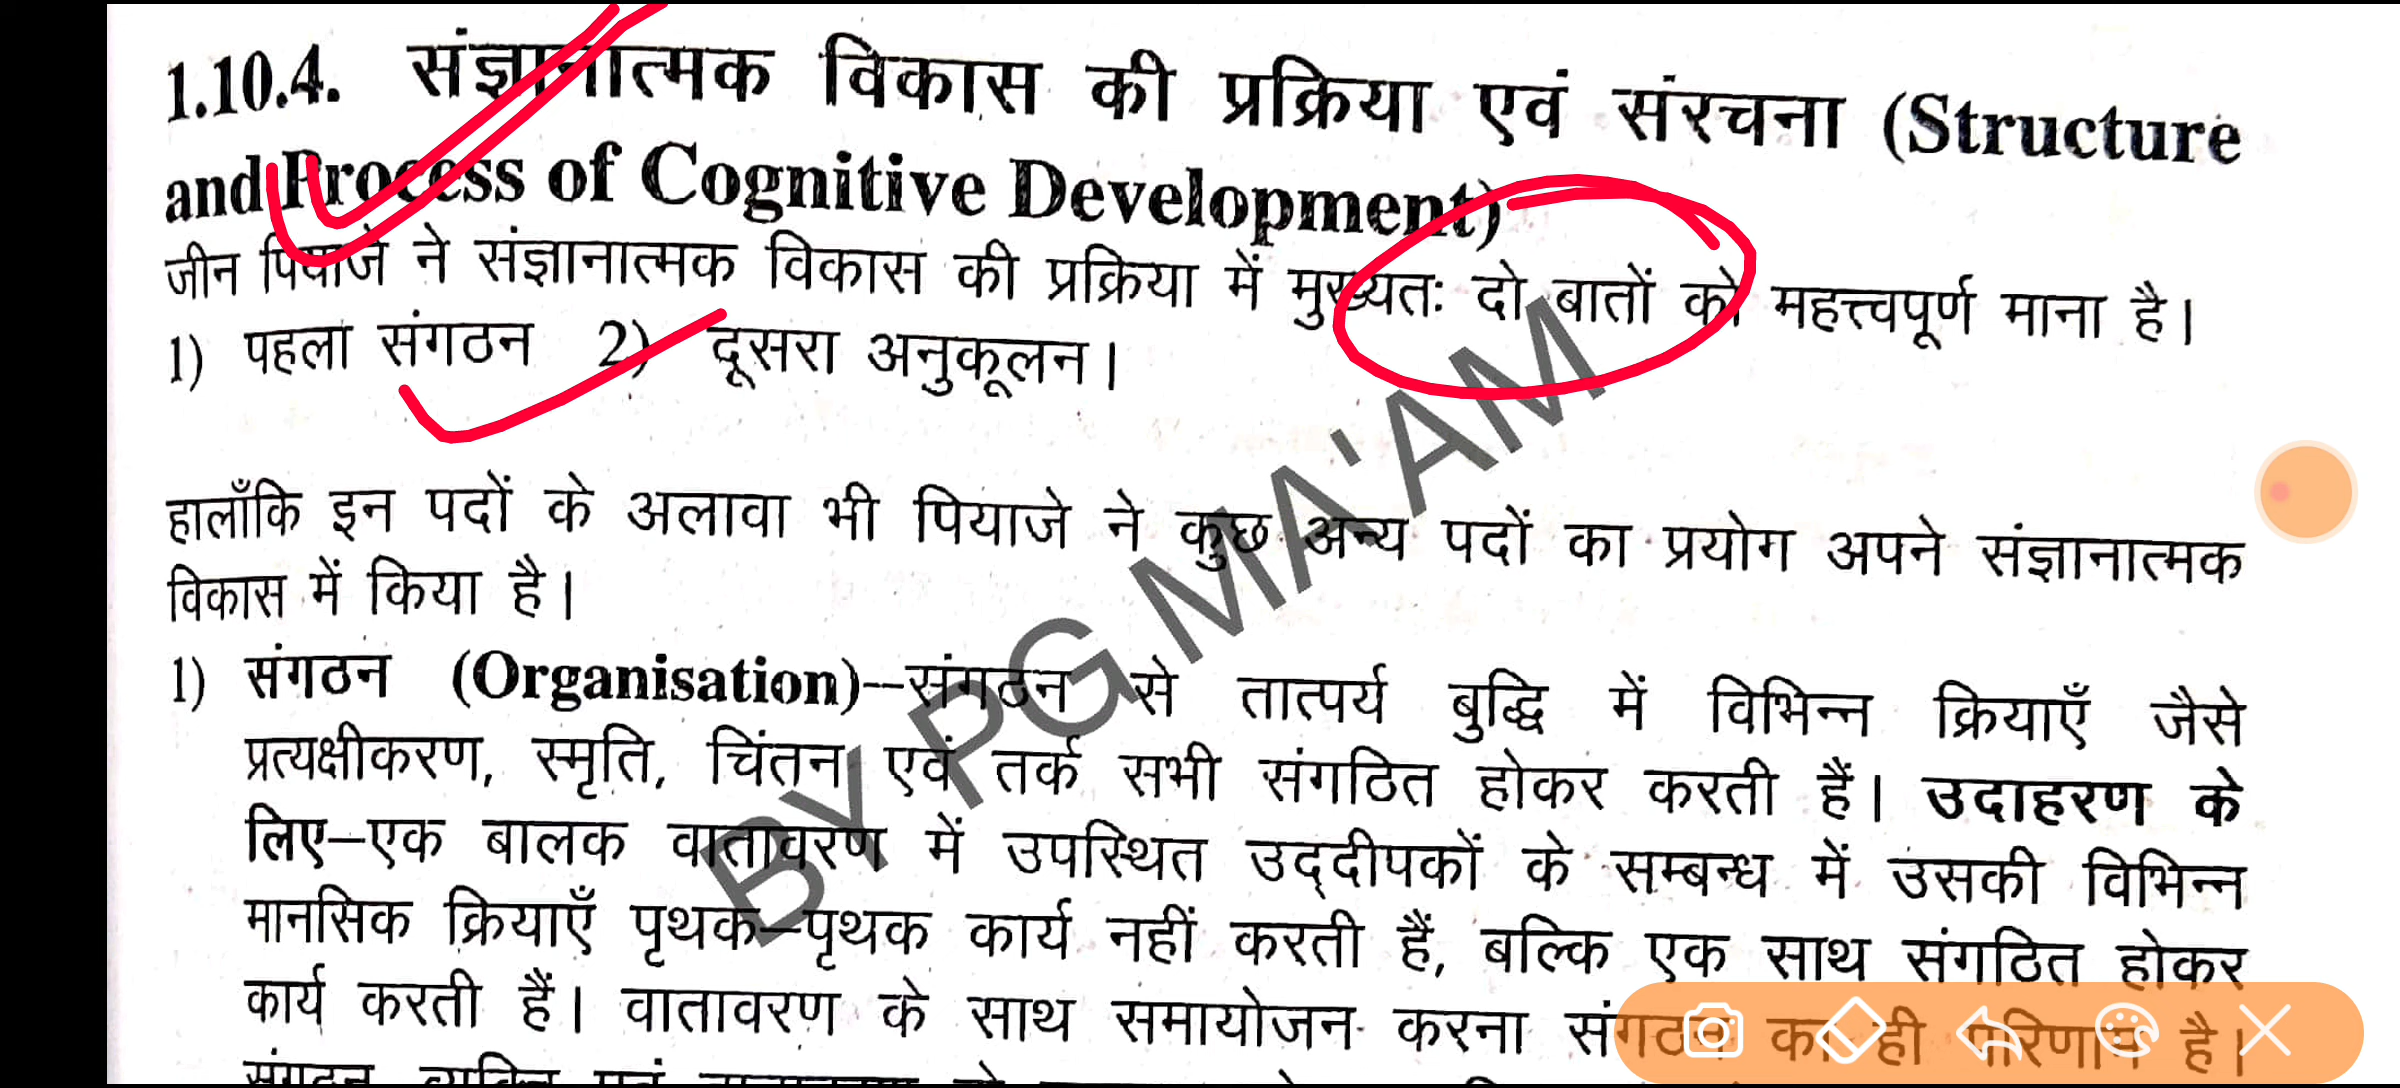 1.10.4. संज्ञानात्मक विकास की प्रक्रिया एवं संरचना (Structure
and Process of Cognitive Development)
जीन पियाजे ने संज्ञानात्मक विकास की प्रक्रिया में मुख्यतः दो बातों को महत्त्वपूर्ण माना है।
1) पहला संगठन 2) दूसरा अनुकूलन।
हालाँकि इन पदों के अलावा भी पियाजे ने कुछ अन्य पदों का प्रयोग अपने संज्ञानात्मक
विकास में किया है।
1) संगठन (Organisation)–संगठन से तात्पर्य बुद्धि में विभिन्न क्रियाएँ जैसे
प्रत्यक्षीकरण, स्मृति, चिंतन एवं तर्क सभी संगठित होकर करती हैं। उदाहरण के
लिए–एक बालक वातावरण में उपस्थित उद्दीपकों के सम्बन्ध में उसकी विभिन्न
मानसिक क्रियाएँ पृथक–पृथक कार्य नहीं करती हैं, बल्कि एक साथ संगठित होकर
कार्य करती हैं। वातावरण के साथ समायोजन करना संगठन का ही परिणाम है।
BY PG MA'AM